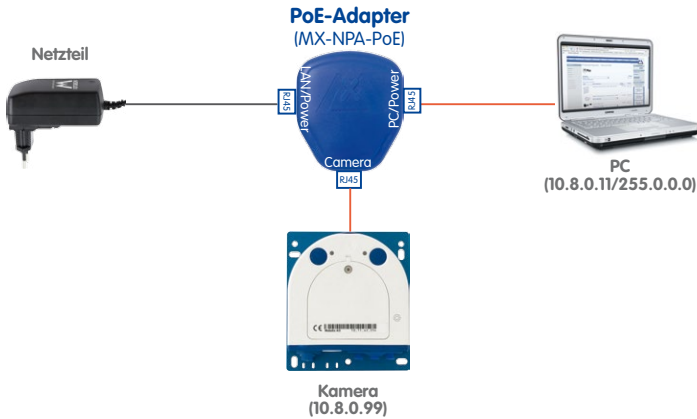 PoE-Adapter
(MX-NPA-PoE)
Netzteil
LAN/Power
RJ45
PC/Power
RJ45
Camera
RJ45
PC
(10.8.0.11/255.0.0.0)
CE
Kamera
(10.8.0.99)